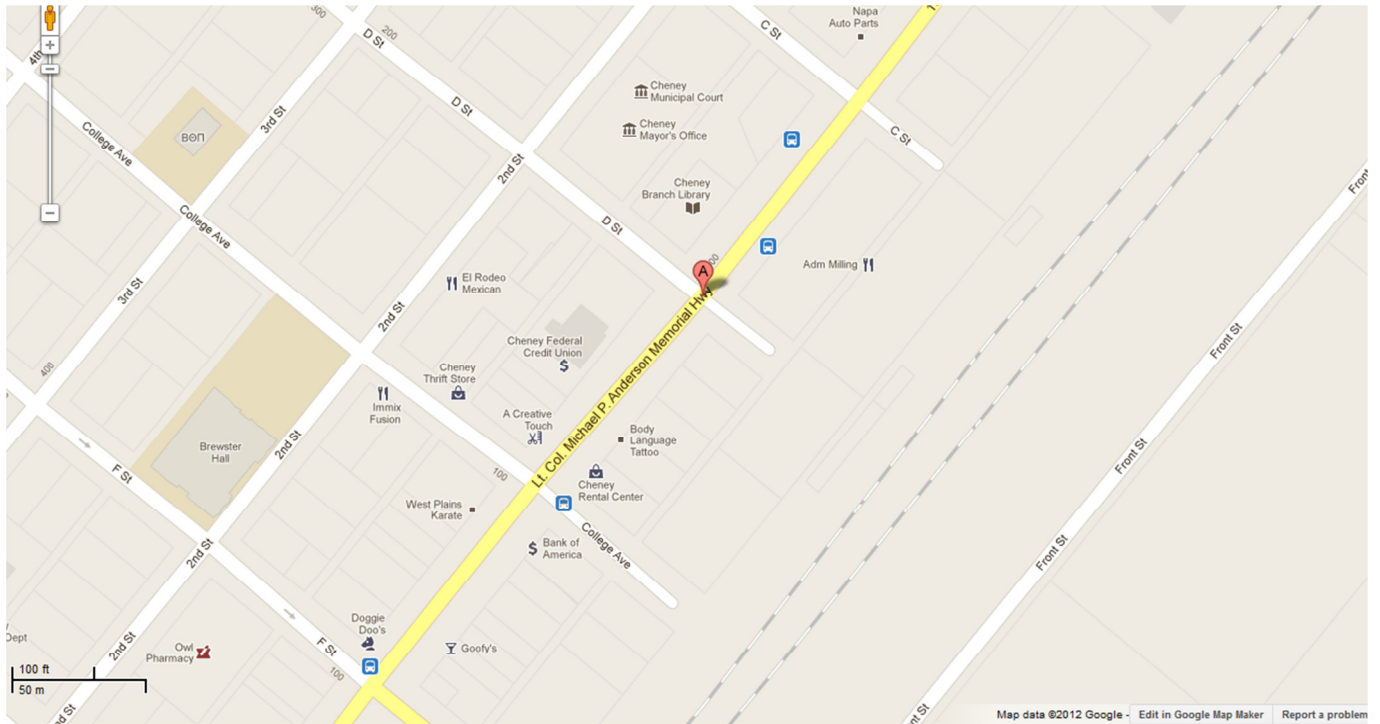 Napa
Auto Parts
300
200
C St
D St
4th
Cheney
Municipal Court
D St
3rd St
Cheney
Mayor's Office
ΒΘΠ
College Ave
C St
2nd St
Cheney
Branch Library
College Ave
D St
Adm Milling
A
El Rodeo
Mexican
3rd St
2nd St
Lt. Col. Michael P. Anderson Memorial Hwy
Front St
Cheney Federal
Credit Union
$
Cheney
Thrift Store
400
Immix
Fusion
A Creative
Touch
Body
Language
Tattoo
Brewster
Hall
2nd St
Front St
F St
100
Cheney
Rental Center
West Plains
Karate
$
Bank of
America
College Ave
2nd St
Front St
Doggie
Doo's
Dept
2nd St
Owl
Pharmacy
F St
Goofy's
100
100 ft
50 m
Map data ©2012 Google -
Edit in Google Map Maker
Report a problem